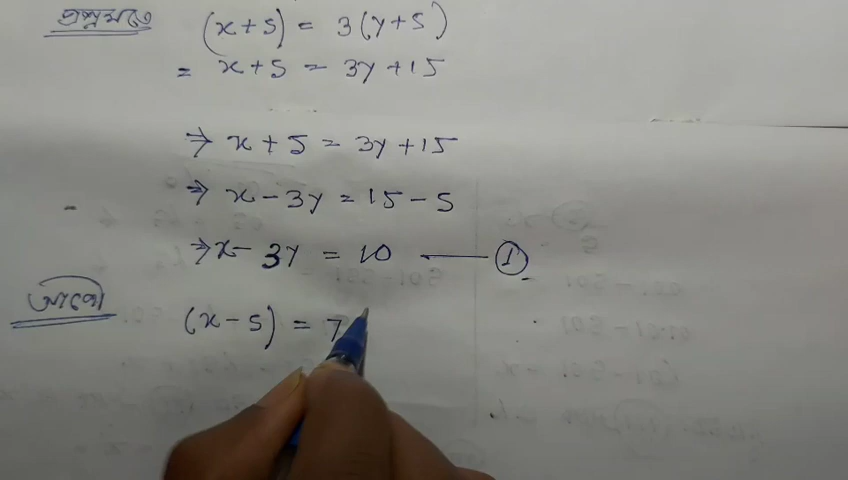 প্রশ্নমতে (x+5) = 3(y+5)
= x+5 = 3y+15
⇒ x+5 = 3y+15
⇒ x-3y = 15-5
⇒ x-3y = 10 —— ①
(x-5) = 7